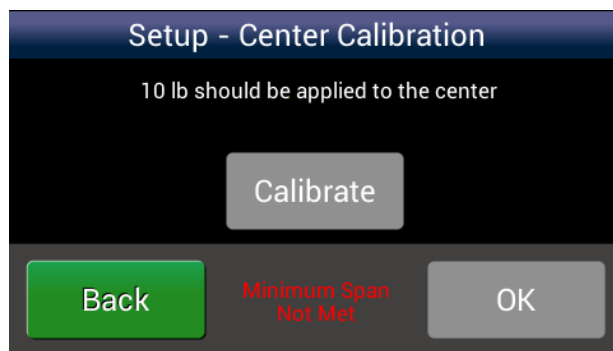 Setup - Center Calibration
10 lb should be applied to the center
Calibrate
Back
Minimum Span
Not Met
OK